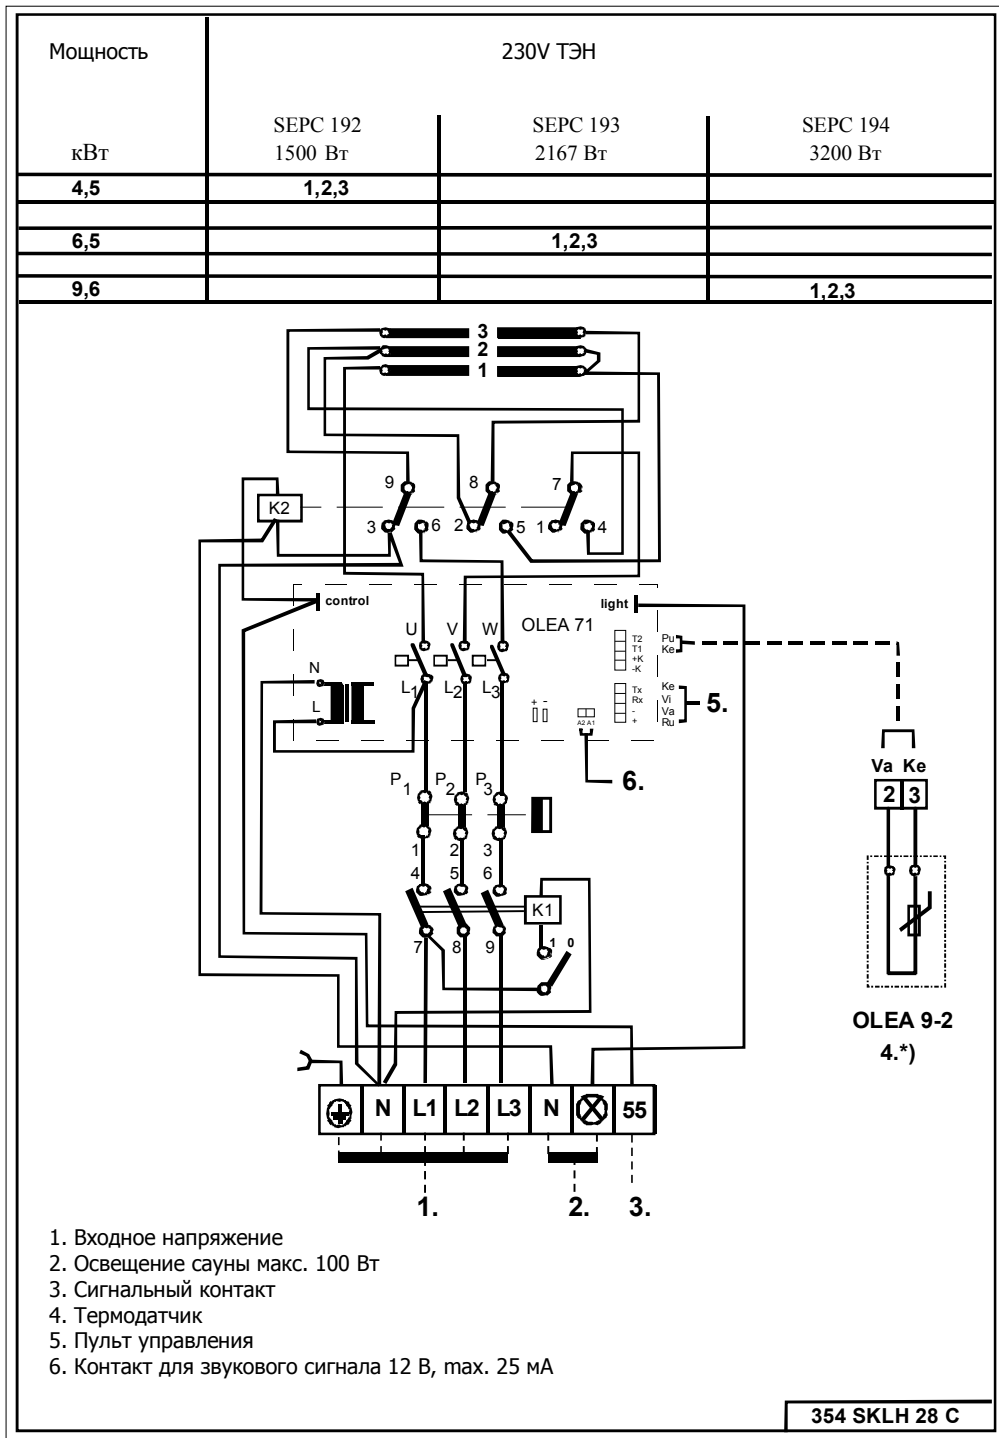 Мощность 230V ТЭН
SEPC 192 SEPC 193 SEPC 194
кВт 1500 Вт 2167 Вт 3200 Вт
4,5 1,2,3
6,5 1,2,3
9,6 1,2,3
3
2
1
9 8 7
K2
3 6 2 5 1 4
control light
OLEA 71
U V W
T2 Pu
T1 Ke
+K
-K
N
L1 L2 L3
Tx Ke
Rx Vi
- Va
+ Ru
5.
L
+ -
A2 A1
6.
P1 P2 P3
Va Ke
2 3
1 2 3
4 5 6
K1
7 8 9
1 0
OLEA 9-2
4.*)
N L1 L2 L3 N 55
1. 2. 3.
1. Входное напряжение
2. Освещение сауны макс. 100 Вт
3. Сигнальный контакт
4. Термодатчик
5. Пульт управления
6. Контакт для звукового сигнала 12 В, max. 25 мА
354 SKLH 28 C